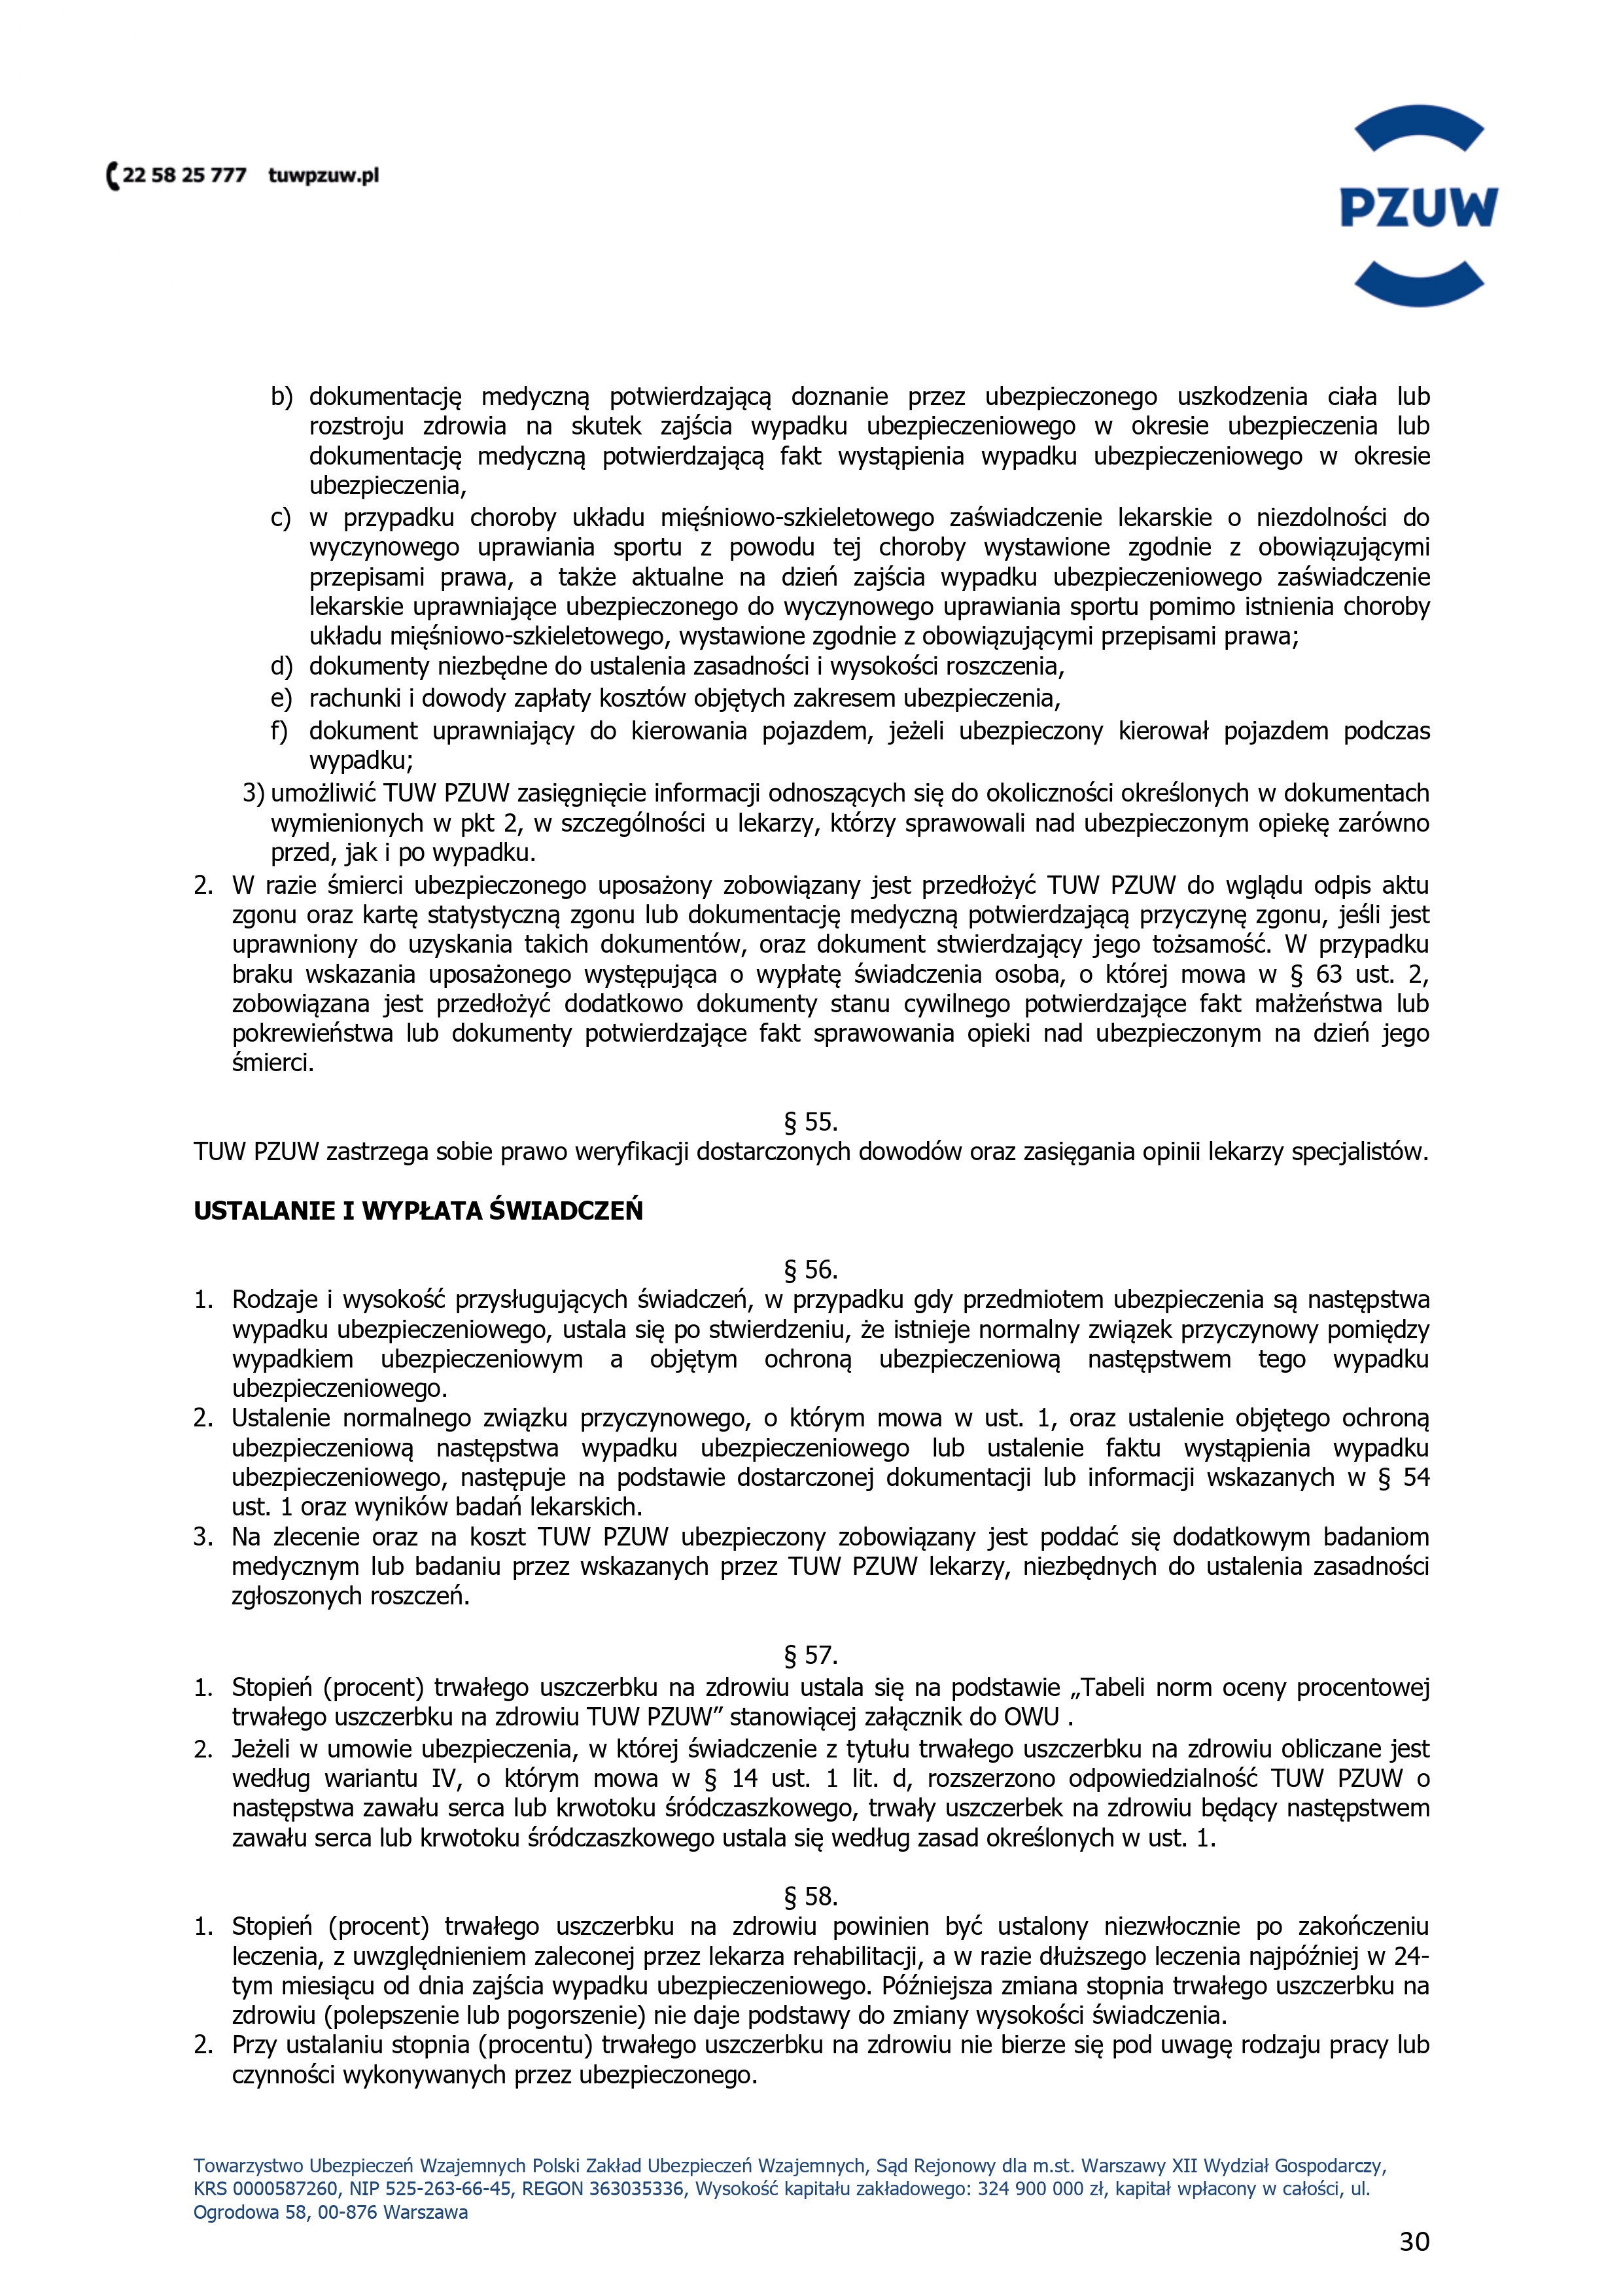 22 58 25 777 tuwpzuw.pl
PZUW
b) dokumentację medyczną potwierdzającą doznanie przez ubezpieczonego uszkodzenia ciała lub
rozstroju zdrowia na skutek zajścia wypadku ubezpieczeniowego w okresie ubezpieczenia lub
dokumentację medyczną potwierdzającą fakt wystąpienia wypadku ubezpieczeniowego w okresie
ubezpieczenia,
c) w przypadku choroby układu mięśniowo-szkieletowego zaświadczenie lekarskie o niezdolności do
wyczynowego uprawiania sportu z powodu tej choroby wystawione zgodnie z obowiązującymi
przepisami prawa, a także aktualne na dzień zajścia wypadku ubezpieczeniowego zaświadczenie
lekarskie uprawniające ubezpieczonego do wyczynowego uprawiania sportu pomimo istnienia choroby
układu mięśniowo-szkieletowego, wystawione zgodnie z obowiązującymi przepisami prawa;
d) dokumenty niezbędne do ustalenia zasadności i wysokości roszczenia,
e) rachunki i dowody zapłaty kosztów objętych zakresem ubezpieczenia,
f) dokument uprawniający do kierowania pojazdem, jeżeli ubezpieczony kierował pojazdem podczas
wypadku;
3) umożliwić TUW PZUW zasięgnięcie informacji odnoszących się do okoliczności określonych w dokumentach
wymienionych w pkt 2, w szczególności u lekarzy, którzy sprawowali nad ubezpieczonym opiekę zarówno
przed, jak i po wypadku.
2. W razie śmierci ubezpieczonego uposażony zobowiązany jest przedłożyć TUW PZUW do wglądu odpis aktu
zgonu oraz kartę statystyczną zgonu lub dokumentację medyczną potwierdzającą przyczynę zgonu, jeśli jest
uprawniony do uzyskania takich dokumentów, oraz dokument stwierdzający jego tożsamość. W przypadku
braku wskazania uposażonego występująca o wypłatę świadczenia osoba, o której mowa w § 63 ust. 2,
zobowiązana jest przedłożyć dodatkowo dokumenty stanu cywilnego potwierdzające fakt małżeństwa lub
pokrewieństwa lub dokumenty potwierdzające fakt sprawowania opieki nad ubezpieczonym na dzień jego
śmierci.
§ 55.
TUW PZUW zastrzega sobie prawo weryfikacji dostarczonych dowodów oraz zasięgania opinii lekarzy specjalistów.
USTALANIE I WYPŁATA ŚWIADCZEŃ
§ 56.
1. Rodzaje i wysokość przysługujących świadczeń, w przypadku gdy przedmiotem ubezpieczenia są następstwa
wypadku ubezpieczeniowego, ustala się po stwierdzeniu, że istnieje normalny związek przyczynowy pomiędzy
wypadkiem ubezpieczeniowym a objętym ochroną ubezpieczeniową następstwem tego wypadku
ubezpieczeniowego.
2. Ustalenie normalnego związku przyczynowego, o którym mowa w ust. 1, oraz ustalenie objętego ochroną
ubezpieczeniową następstwa wypadku ubezpieczeniowego lub ustalenie faktu wystąpienia wypadku
ubezpieczeniowego, następuje na podstawie dostarczonej dokumentacji lub informacji wskazanych w § 54
ust. 1 oraz wyników badań lekarskich.
3. Na zlecenie oraz na koszt TUW PZUW ubezpieczony zobowiązany jest poddać się dodatkowym badaniom
medycznym lub badaniu przez wskazanych przez TUW PZUW lekarzy, niezbędnych do ustalenia zasadności
zgłoszonych roszczeń.
§ 57.
1. Stopień (procent) trwałego uszczerbku na zdrowiu ustala się na podstawie „Tabeli norm oceny procentowej
trwałego uszczerbku na zdrowiu TUW PZUW” stanowiącej załącznik do OWU .
2. Jeżeli w umowie ubezpieczenia, w której świadczenie z tytułu trwałego uszczerbku na zdrowiu obliczane jest
według wariantu IV, o którym mowa w § 14 ust. 1 lit. d, rozszerzono odpowiedzialność TUW PZUW o
następstwa zawału serca lub krwotoku śródczaszkowego, trwały uszczerbek na zdrowiu będący następstwem
zawału serca lub krwotoku śródczaszkowego ustala się według zasad określonych w ust. 1.
§ 58.
1. Stopień (procent) trwałego uszczerbku na zdrowiu powinien być ustalony niezwłocznie po zakończeniu
leczenia, z uwzględnieniem zaleconej przez lekarza rehabilitacji, a w razie dłuższego leczenia najpóźniej w 24-
tym miesiącu od dnia zajścia wypadku ubezpieczeniowego. Późniejsza zmiana stopnia trwałego uszczerbku na
zdrowiu (polepszenie lub pogorszenie) nie daje podstawy do zmiany wysokości świadczenia.
2. Przy ustalaniu stopnia (procentu) trwałego uszczerbku na zdrowiu nie bierze się pod uwagę rodzaju pracy lub
czynności wykonywanych przez ubezpieczonego.
Towarzystwo Ubezpieczeń Wzajemnych Polski Zakład Ubezpieczeń Wzajemnych, Sąd Rejonowy dla m.st. Warszawy XII Wydział Gospodarczy,
KRS 0000587260, NIP 525-263-66-45, REGON 363035336, Wysokość kapitału zakładowego: 324 900 000 zł, kapitał wpłacony w całości, ul.
Ogrodowa 58, 00-876 Warszawa
30